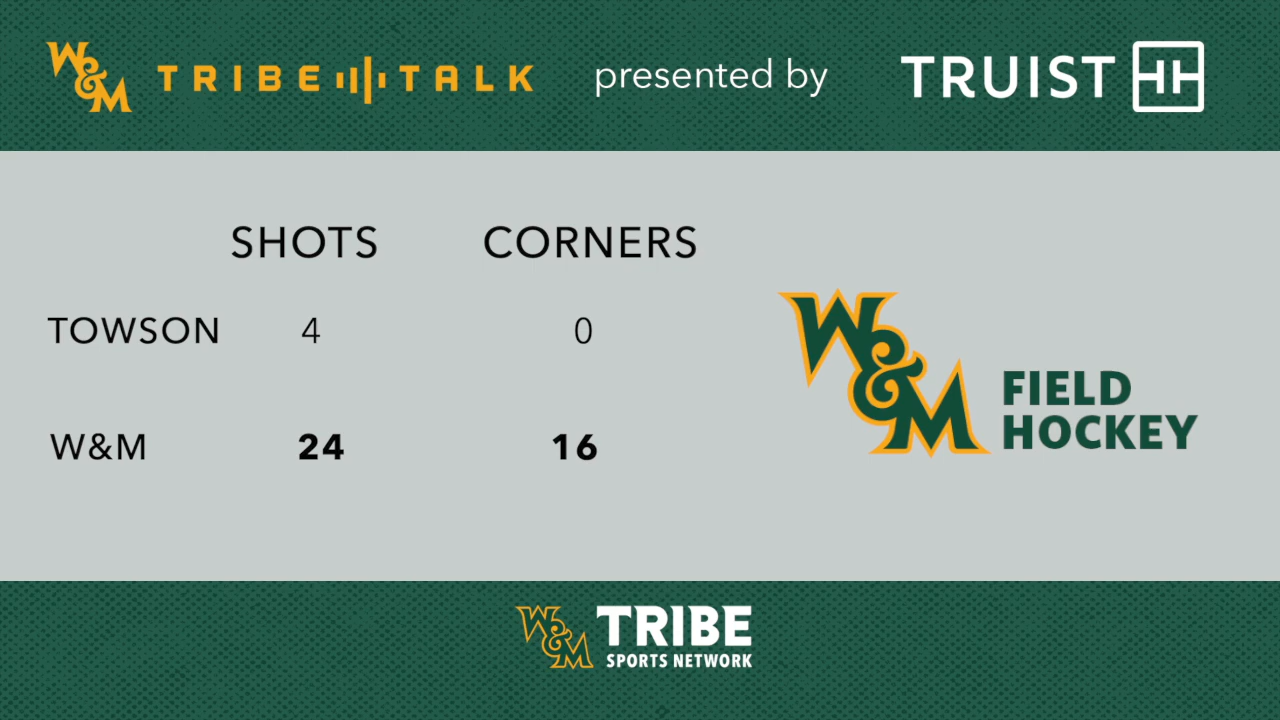 W&M TRIBE TALK presented by TRUIST
SHOTS CORNERS
TOWSON 4 0
W&M 24 16
W&M FIELD
HOCKEY
W&M TRIBE
SPORTS NETWORK